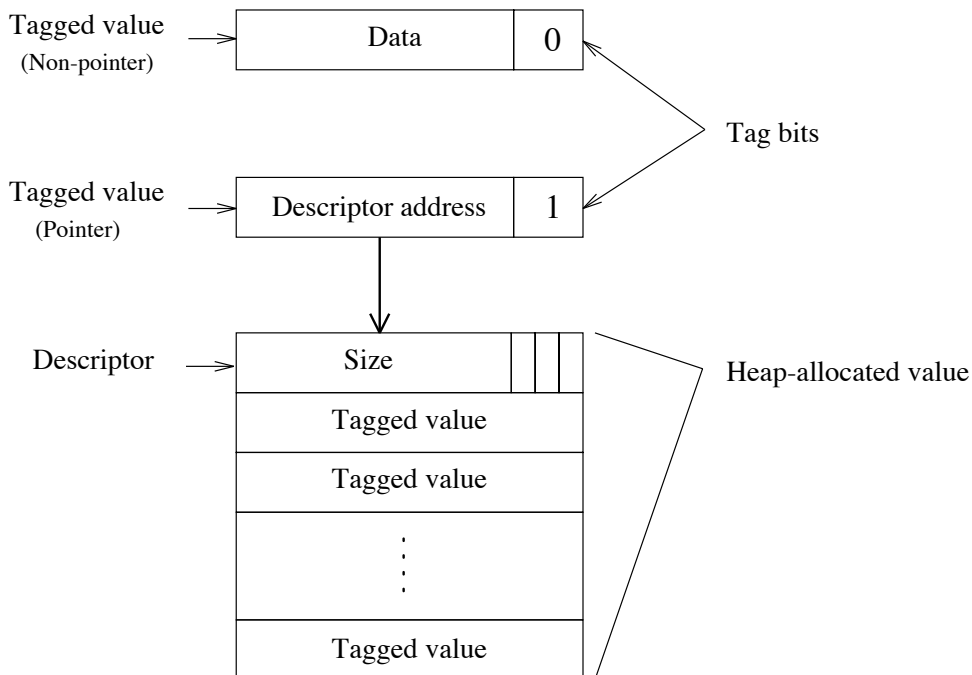 Tagged value
(Non-pointer)
Data
0
Tag bits
Tagged value
(Pointer)
Descriptor address
1
Descriptor
Size
Heap-allocated value
Tagged value
Tagged value
Tagged value